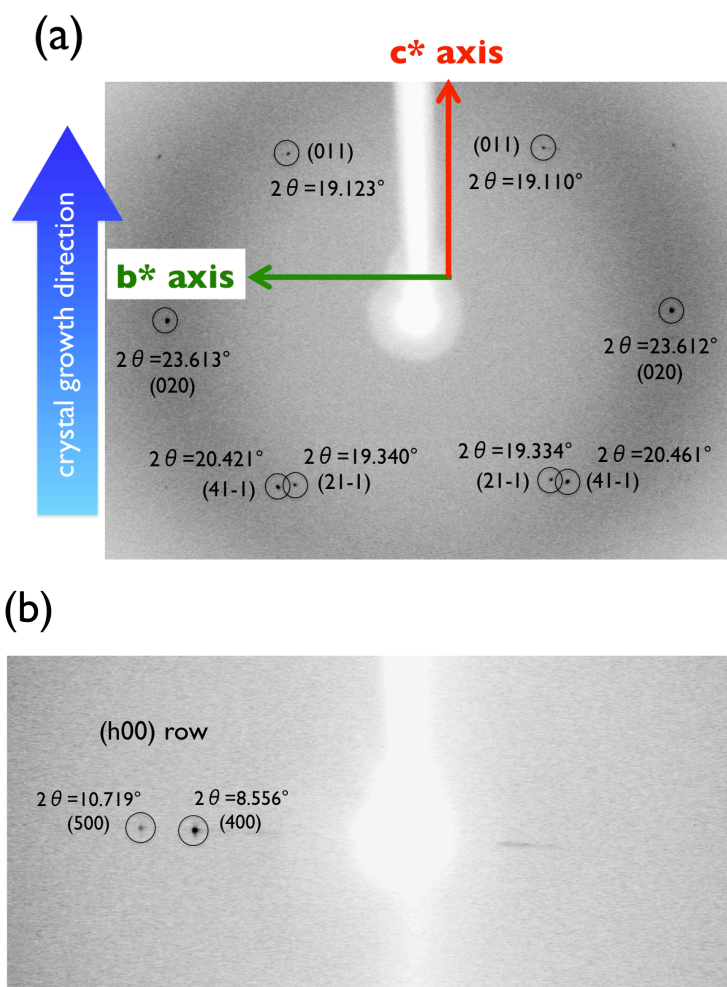 (a)
c* axis
(011)
2θ=19.123°
(011)
2θ=19.110°
b* axis
crystal growth direction
2θ=23.613°
(020)
2θ=23.612°
(020)
2θ=20.421°
(41-1)
2θ=19.340°
(21-1)
2θ=19.334°
(21-1)
2θ=20.461°
(41-1)
(b)
(h00) row
2θ=10.719°
(500)
2θ=8.556°
(400)